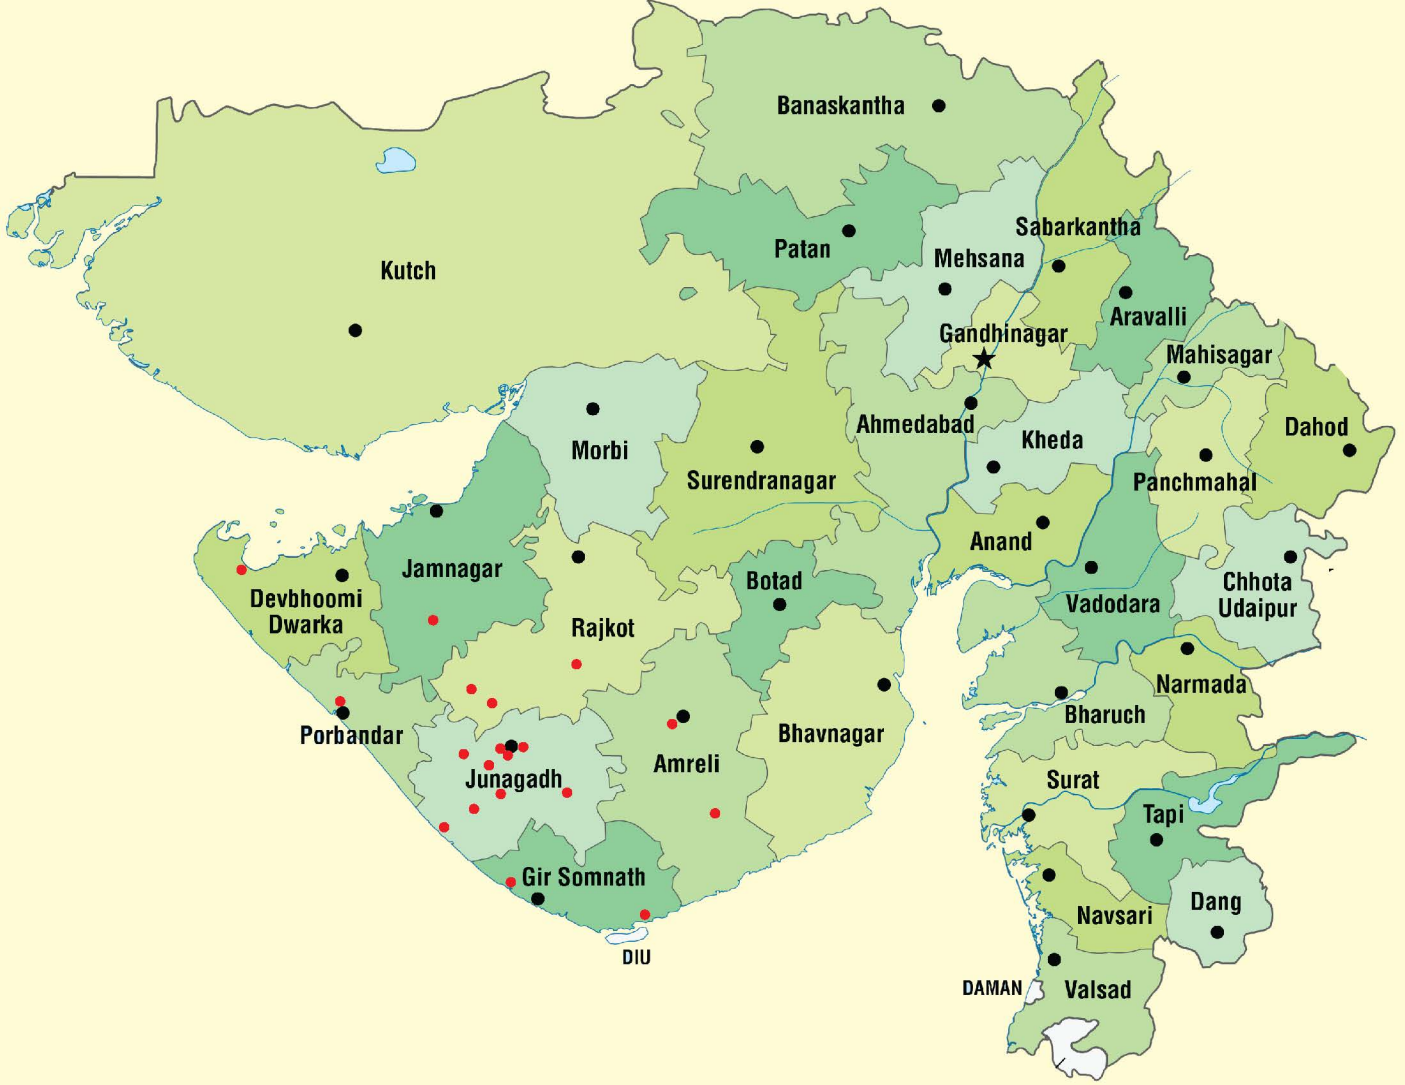 Banaskantha
Patan
Mehsana
Sabarkantha
Kutch
Aravalli
Gandhinagar
Mahisagar
Ahmedabad
Kheda
Dahod
Morbi
Surendranagar
Panchmahal
Anand
Jamnagar
Botad
Chhota
Udaipur
Vadodara
Devbhoomi
Dwarka
Rajkot
Narmada
Bharuch
Porbandar
Bhavnagar
Amreli
Junagadh
Surat
Tapi
Gir Somnath
Dang
Navsari
DIU
DAMAN
Valsad